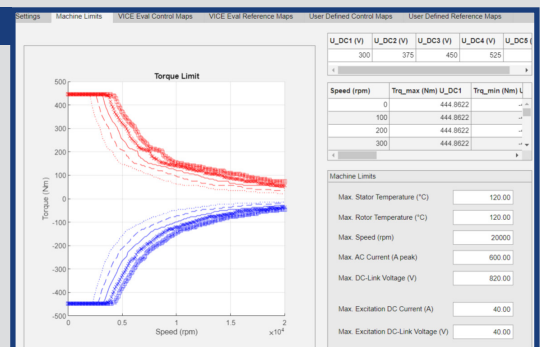 Settings Machine Limits VICE Eval Control Maps VICE Eval Reference Maps User Defined Control Maps User Defined Reference Maps
U_DC1 (V) U_DC2 (V) U_DC3 (V) U_DC4 (V) U_DC5 (
300 375 450 525
Torque Limit
Speed (rpm) Trq_max (Nm) U_DC1 Trq_min (Nm) U
0 444.8622
100 444.8622
200 444.8622
300 444.8622
500
400
300
200
100
0
-100
-200
-300
-400
-500
Torque (Nm)
0 0.5 1 1.5 2
Speed (rpm) ×10⁴
Machine Limits
Max. Stator Temperature (°C) 120.00
Max. Rotor Temperature (°C) 120.00
Max. Speed (rpm) 20000
Max. AC Current (A peak) 600.00
Max. DC-Link Voltage (V) 820.00
Max. Excitation DC Current (A) 40.00
Max. Excitation DC-Link Voltage (V) 40.00